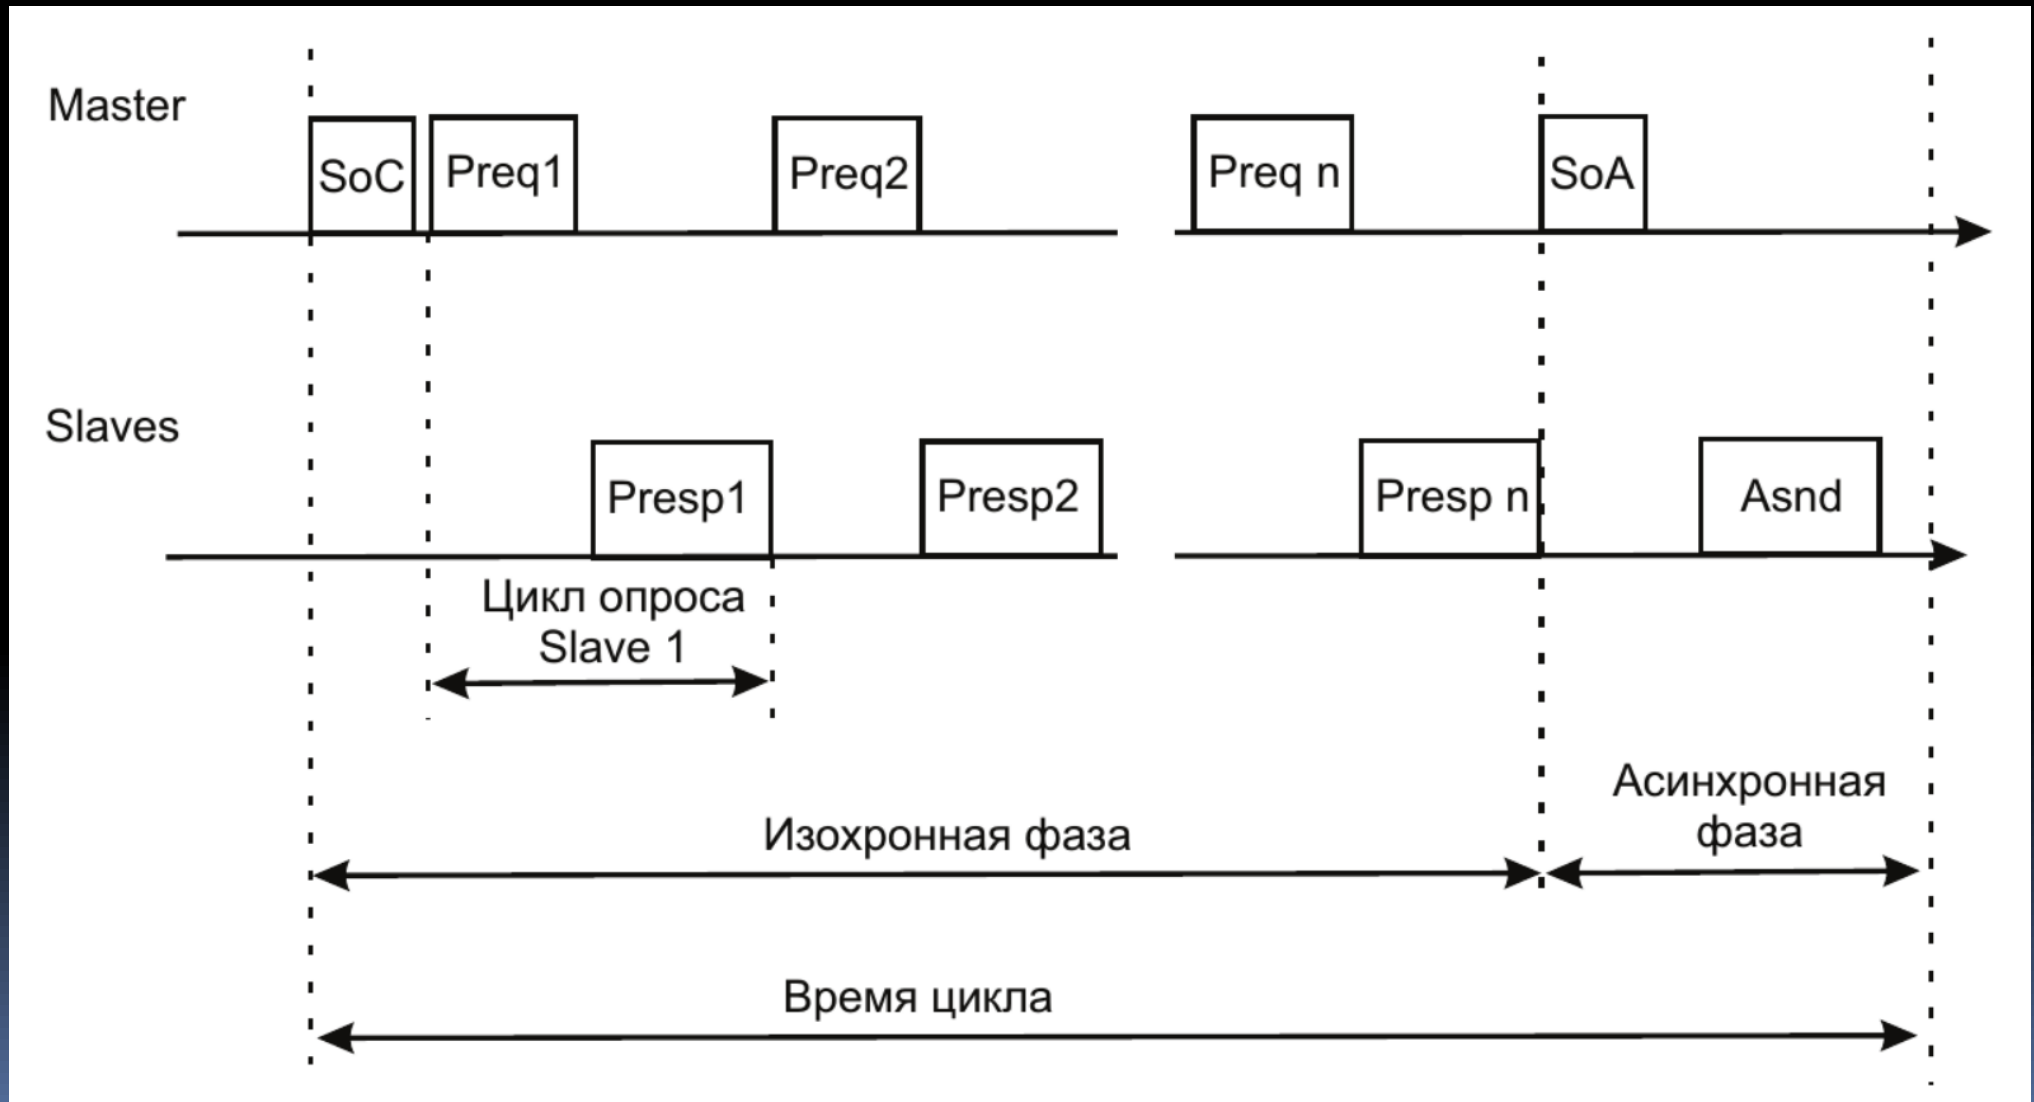 Master
SoC
Preq1
Preq2
Preq n
SoA
Slaves
Presp1
Presp2
Presp n
Asnd
Цикл опроса
Slave 1
Изохронная фаза
Асинхронная
фаза
Время цикла